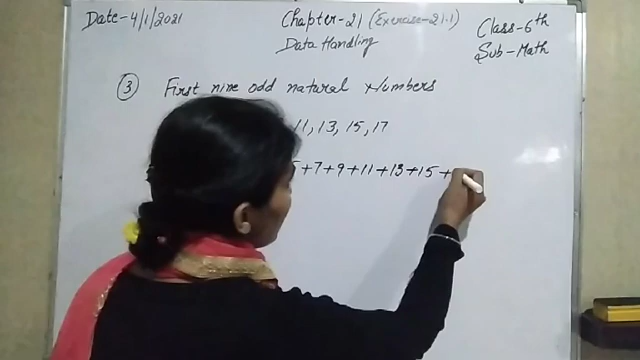 Date-4/1/2021
Chapter-21 (Exercise-21.1)
Data Handling
Class-6th
Sub-Math
③ First nine odd natural Numbers
11, 13, 15, 17
5+7+9+11+13+15+